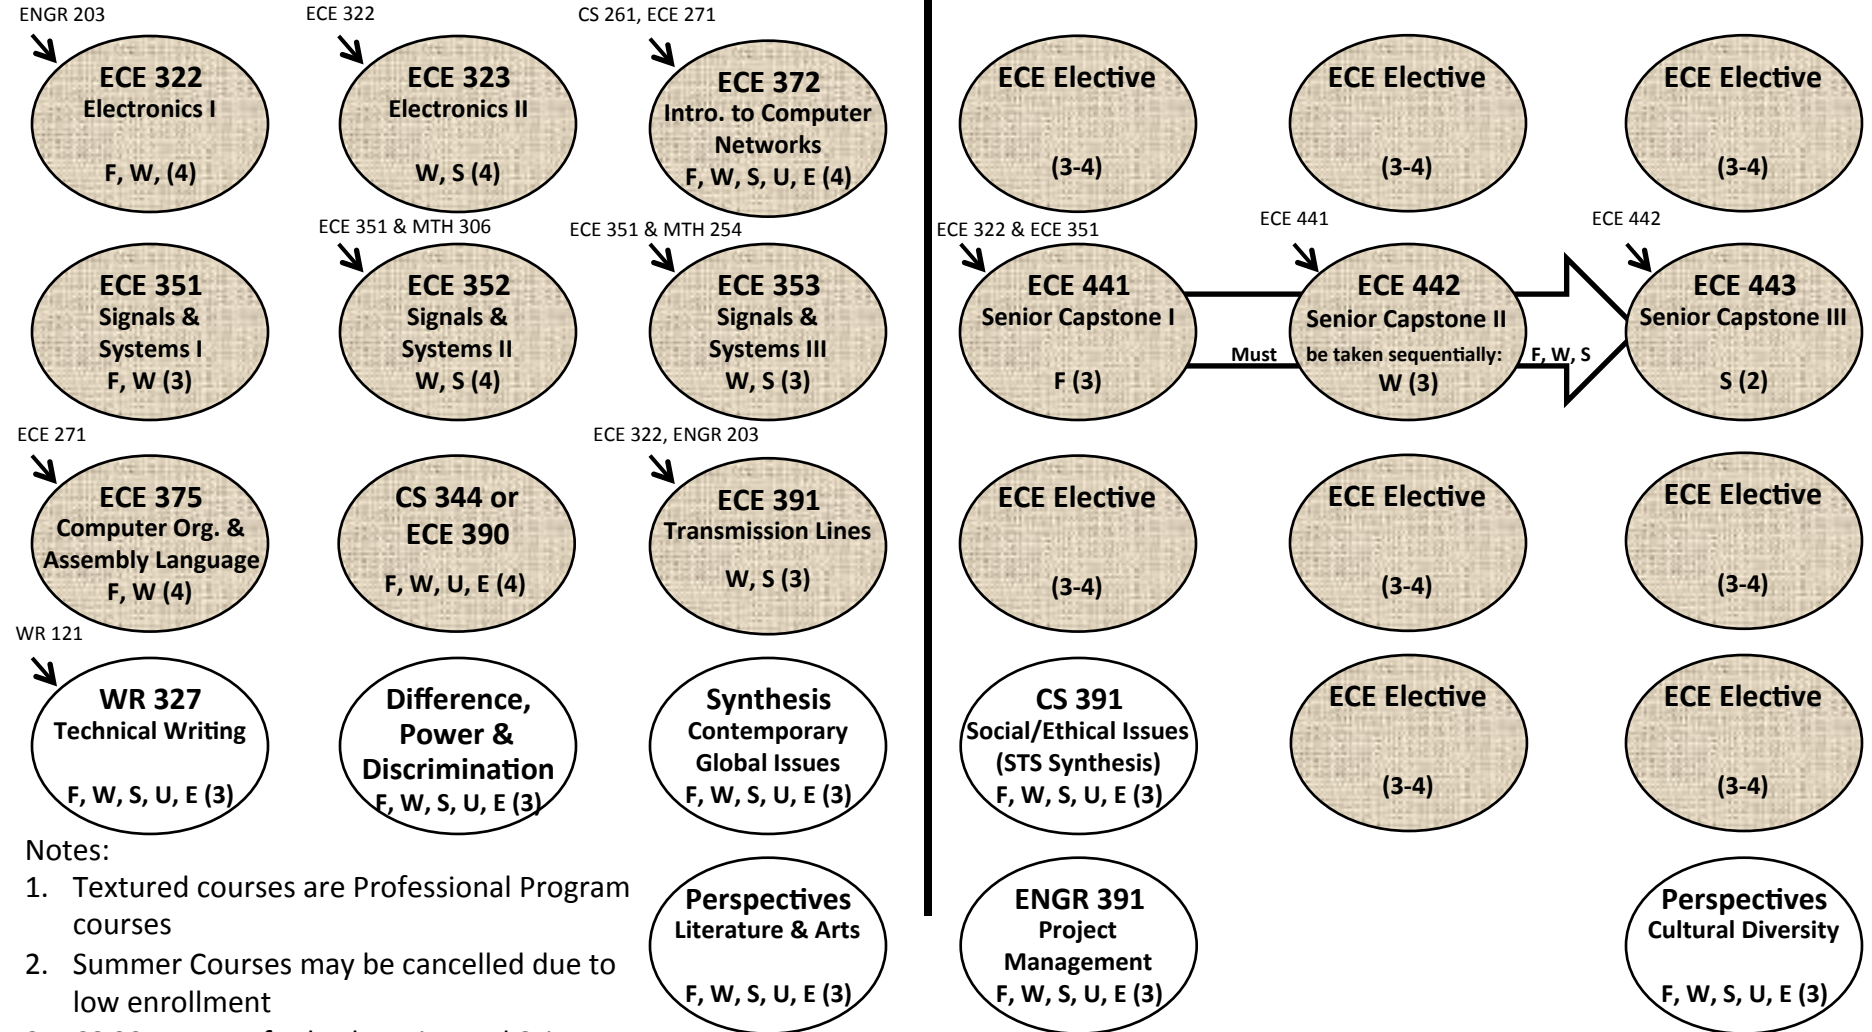 ENGR 203
ECE 322
Electronics I
F, W, (4)
ECE 322
ECE 323
Electronics II
W, S (4)
CS 261, ECE 271
ECE 372
Intro. to Computer
Networks
F, W, S, U, E (4)
ECE 351
Signals &
Systems I
F, W (3)
ECE 351 & MTH 306
ECE 352
Signals &
Systems II
W, S (4)
ECE 351 & MTH 254
ECE 353
Signals &
Systems III
W, S (3)
ECE 271
ECE 375
Computer Org. &
Assembly Language
F, W (4)
CS 344 or
ECE 390
F, W, U, E (4)
ECE 322, ENGR 203
ECE 391
Transmission Lines
W, S (3)
WR 121
WR 327
Technical Writing
F, W, S, U, E (3)
Difference,
Power &
Discrimination
F, W, S, U, E (3)
Synthesis
Contemporary
Global Issues
F, W, S, U, E (3)
Notes:
1. Textured courses are Professional Program
courses
2. Summer Courses may be cancelled due to
low enrollment
Perspectives
Literature & Arts
F, W, S, U, E (3)
ECE Elective
(3-4)
ECE Elective
(3-4)
ECE Elective
(3-4)
ECE 322 & ECE 351
ECE 441
Senior Capstone I
F (3)
Must
ECE 441
ECE 442
Senior Capstone II
be taken sequentially:
W (3)
F, W, S
ECE 442
ECE 443
Senior Capstone III
S (2)
ECE Elective
(3-4)
ECE Elective
(3-4)
ECE Elective
(3-4)
CS 391
Social/Ethical Issues
(STS Synthesis)
F, W, S, U, E (3)
ECE Elective
(3-4)
ECE Elective
(3-4)
ENGR 391
Project
Management
F, W, S, U, E (3)
Perspectives
Cultural Diversity
F, W, S, U, E (3)